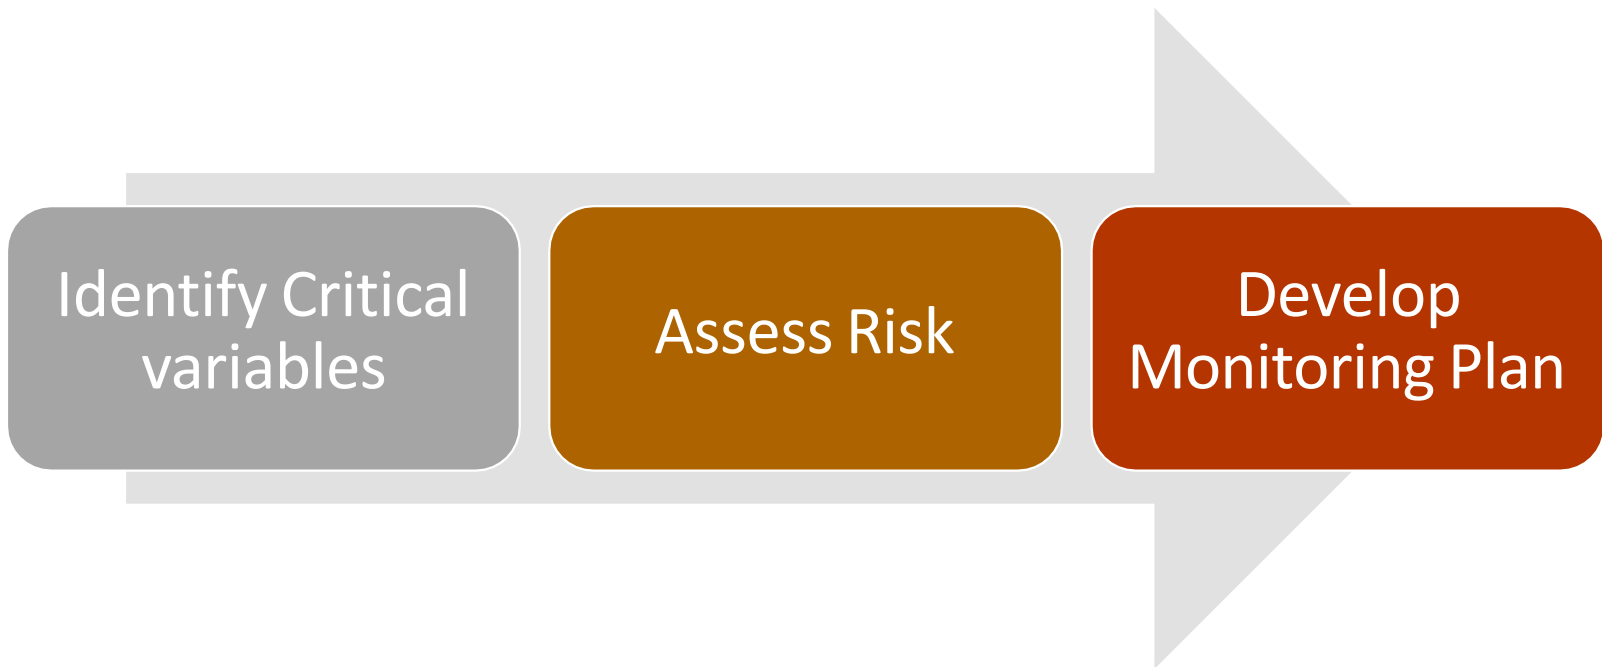 Identify Critical
variables
Assess Risk
Develop
Monitoring Plan